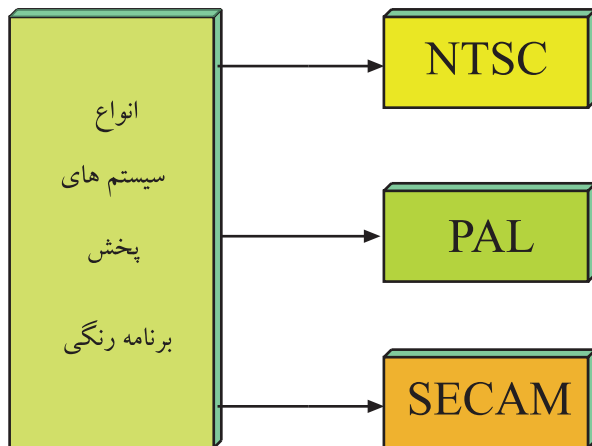 انواع
سیستم های
پخش
برنامه رنگی
NTSC
PAL
SECAM